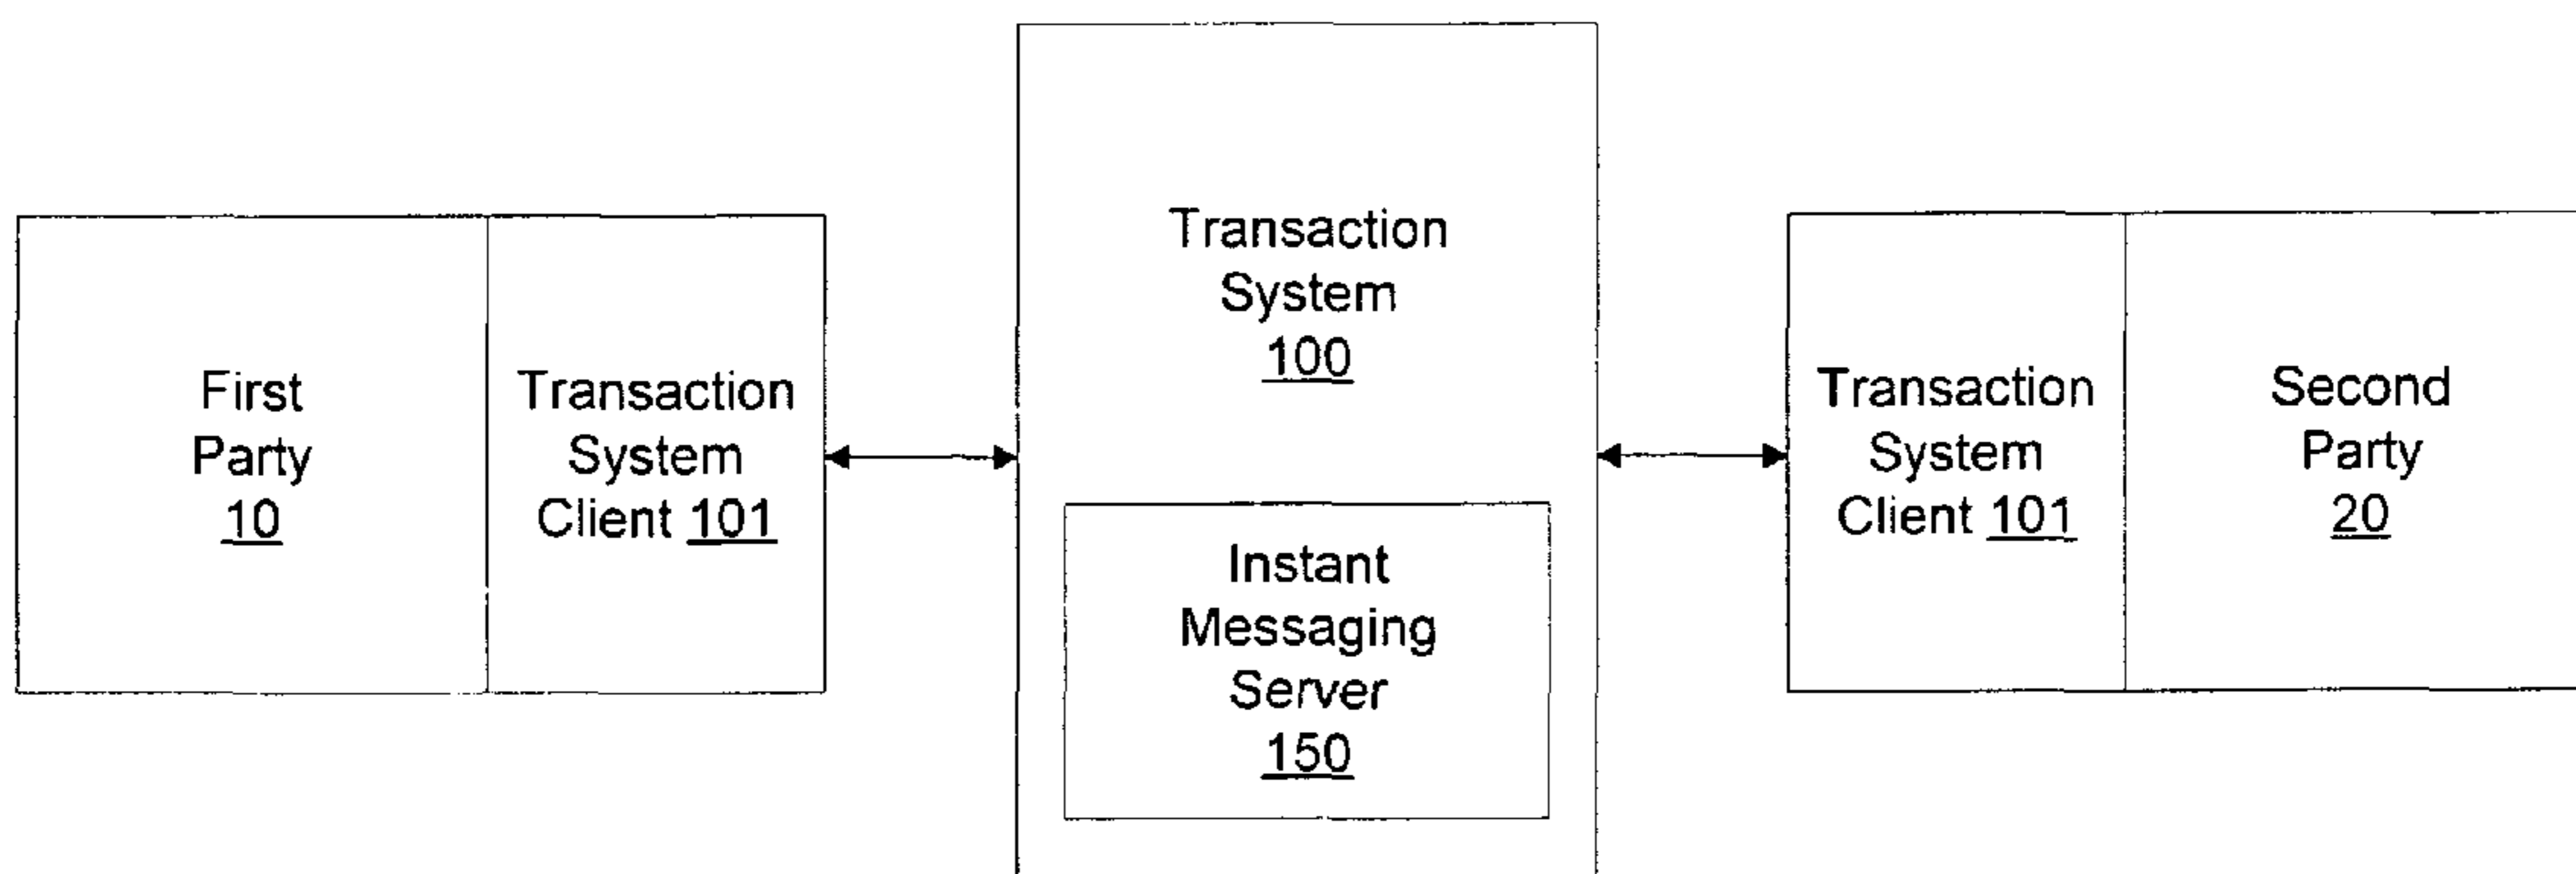 First
Party
10
Transaction
System
Client 101
Transaction
System
100
Instant
Messaging
Server
150
Transaction
System
Client 101
Second
Party
20